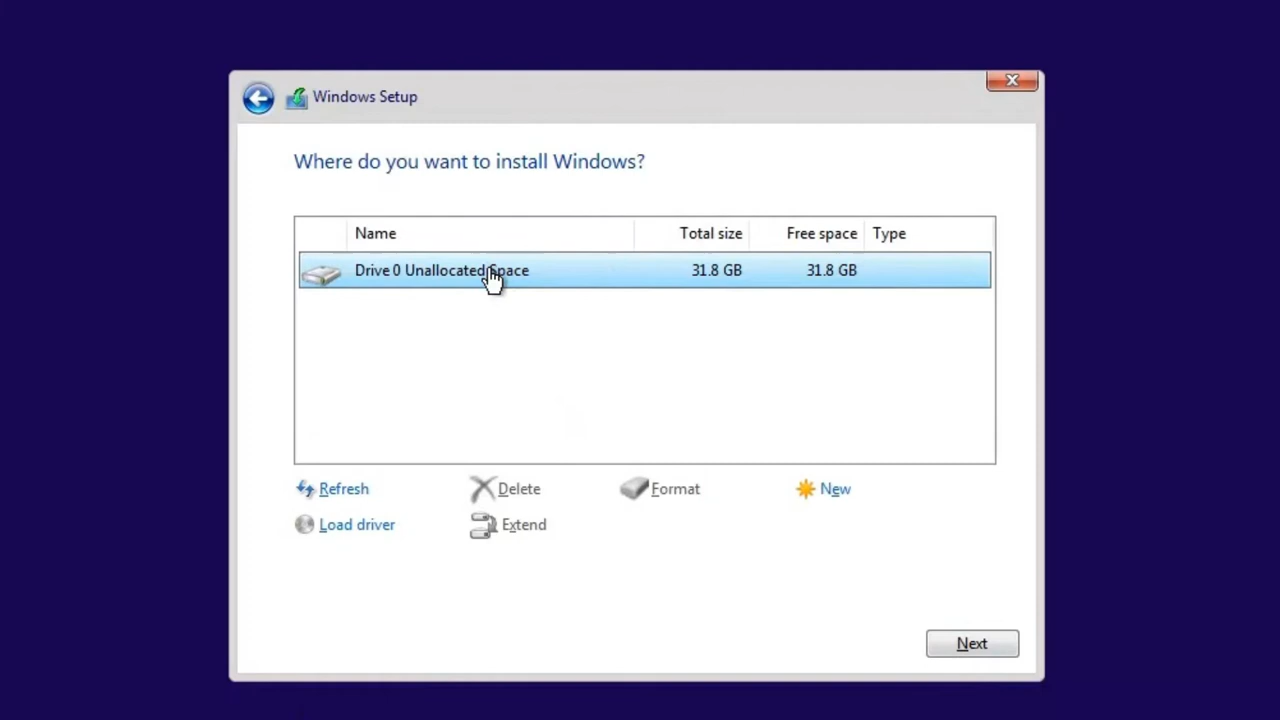 Windows Setup
Where do you want to install Windows?
Name Total size Free space Type
Drive 0 Unallocated Space 31.8 GB 31.8 GB
Refresh Delete Format New
Load driver Extend
Next